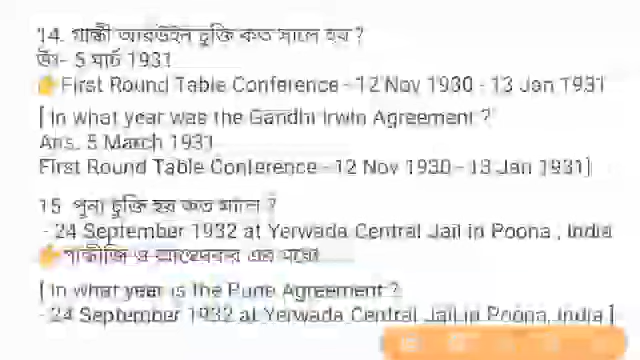 14. গান্ধী আরউইন চুক্তি কত সালে হয় ?
উঃ- 5 মার্চ 1931
👉First Round Table Conference - 12 Nov 1930 - 13 Jan 1931
[ In what year was the Gandhi Irwin Agreement ?
Ans. 5 March 1931
First Round Table Conference - 12 Nov 1930 - 13 Jan 1931]
15. পুনা চুক্তি হয় কত সালে ?
- 24 September 1932 at Yerwada Central Jail in Poona , India
👉গান্ধীজি ও আম্বেদকর এর মধ্যে
[ In what year is the Pune Agreement ?
- 24 September 1932 at Yerwada Central Jail in Poona, India ]